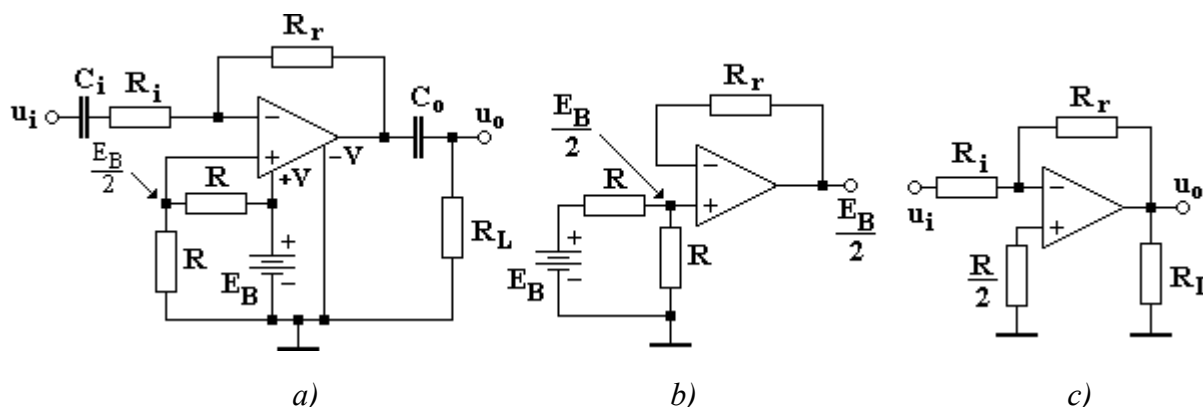 R_r
C_i
R_i
C_o
u_i
u_o
−
+
−V
+V
E_B/2
R
R
E_B
+
−
R_L
a)
R_r
E_B/2
R
−
+
+
−
R
E_B
E_B/2
b)
R_r
R_i
u_i
u_o
−
+
R/2
R_L
c)